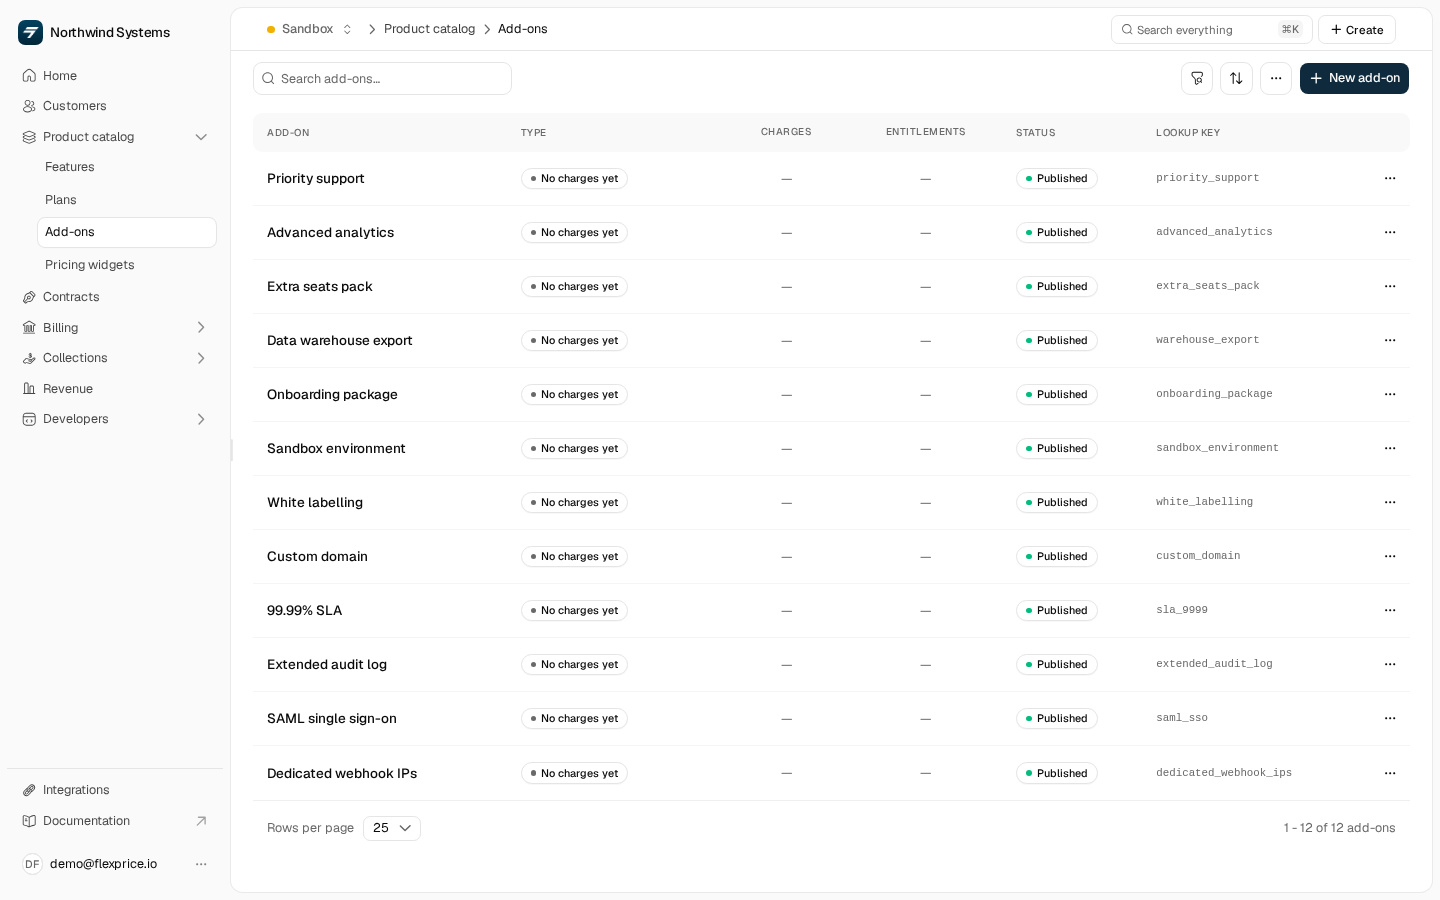 Northwind Systems
Home
Customers
Product catalog
Features
Plans
Add-ons
Pricing widgets
Contracts
Billing
Collections
Revenue
Developers
Integrations
Documentation
DF demo@flexprice.io
Sandbox Product catalog Add-ons
Search everything ⌘K
Create
Search add-ons...
New add-on
ADD-ON TYPE CHARGES ENTITLEMENTS STATUS LOOKUP KEY
Priority support No charges yet — — Published priority_support
Advanced analytics No charges yet — — Published advanced_analytics
Extra seats pack No charges yet — — Published extra_seats_pack
Data warehouse export No charges yet — — Published warehouse_export
Onboarding package No charges yet — — Published onboarding_package
Sandbox environment No charges yet — — Published sandbox_environment
White labelling No charges yet — — Published white_labelling
Custom domain No charges yet — — Published custom_domain
99.99% SLA No charges yet — — Published sla_9999
Extended audit log No charges yet — — Published extended_audit_log
SAML single sign-on No charges yet — — Published saml_sso
Dedicated webhook IPs No charges yet — — Published dedicated_webhook_ips
Rows per page 25
1 - 12 of 12 add-ons